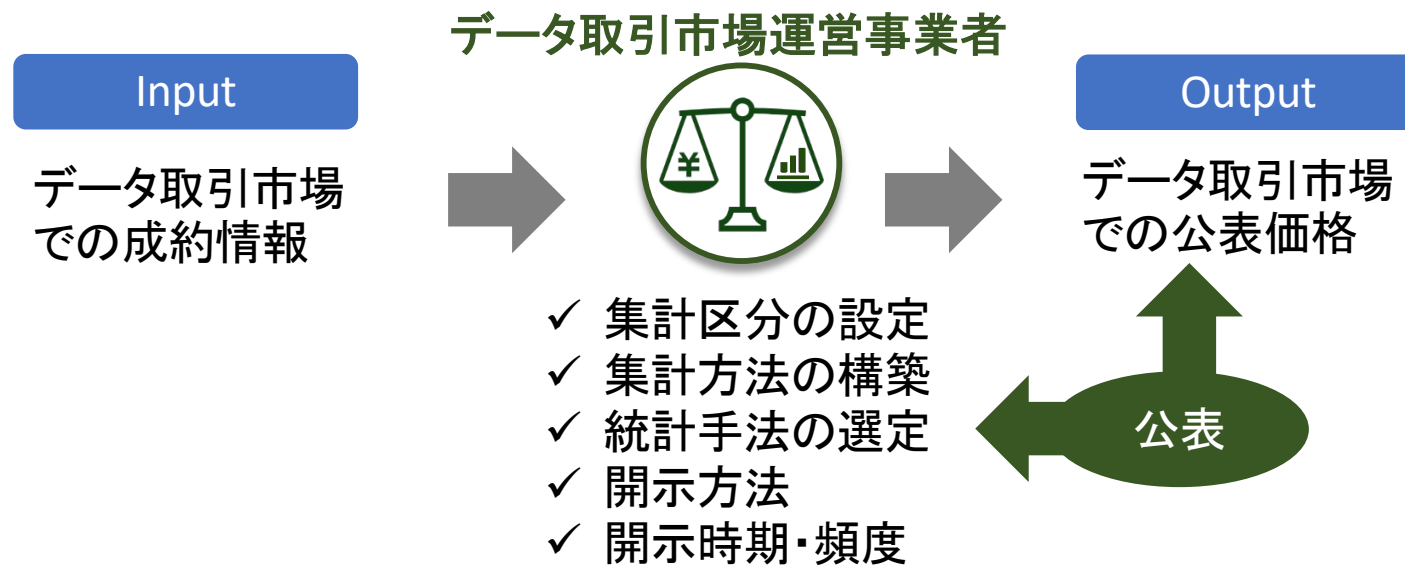 データ取引市場運営事業者
Input
データ取引市場
での成約情報
¥
✓ 集計区分の設定
✓ 集計方法の構築
✓ 統計手法の選定
✓ 開示方法
✓ 開示時期・頻度
Output
データ取引市場
での公表価格
公表